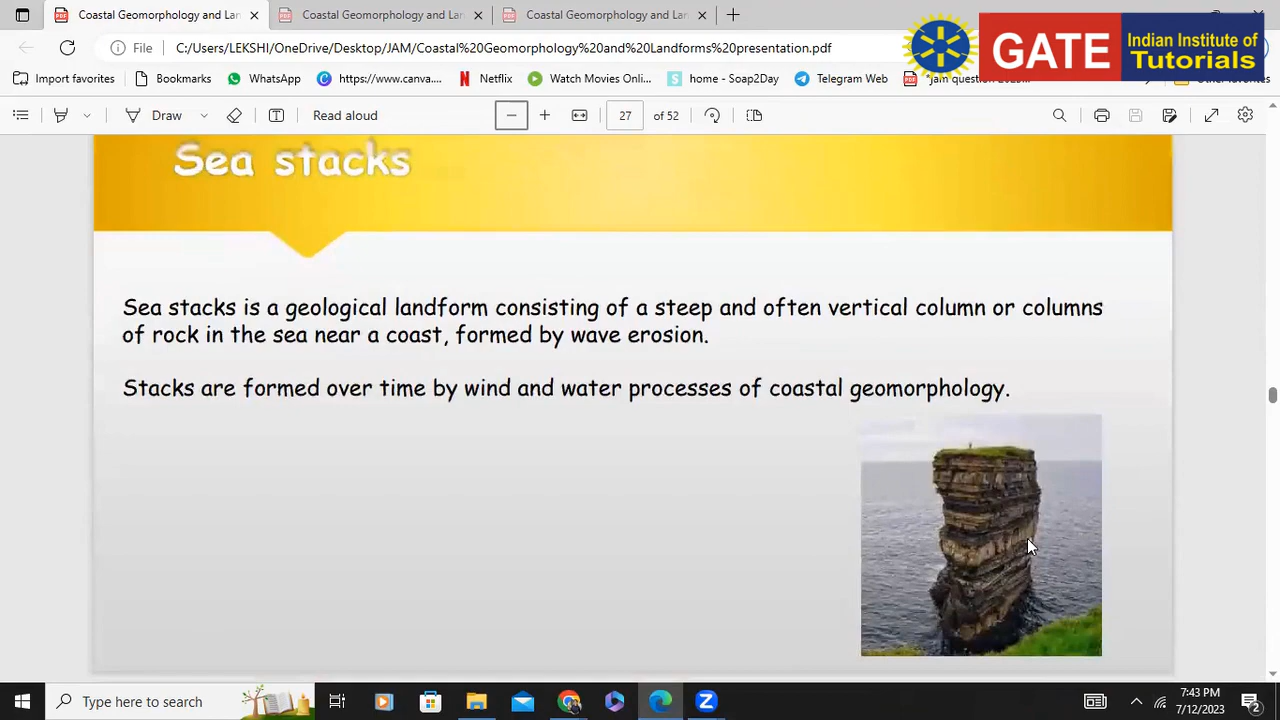 Coastal Geomorphology and Lan
Coastal Geomorphology and Lan
Coastal Geomorphology and Lan
File
C:/Users/LEKSHI/OneDrive/Desktop/JAM/Coastal%20Geomorphology%20and%20Landforms%20presentation.pdf
GATE
Indian Institute of
Tutorials
Import favorites
Bookmarks
WhatsApp
https://www.canva....
Netflix
Watch Movies Onl...
home - Soap2Day
Telegram Web
Draw
Read aloud
27
of 52
Sea stacks
Sea stacks is a geological landform consisting of a steep and often vertical column or columns
of rock in the sea near a coast, formed by wave erosion.
Stacks are formed over time by wind and water processes of coastal geomorphology.
Type here to search
7:43 PM
7/12/2023
2